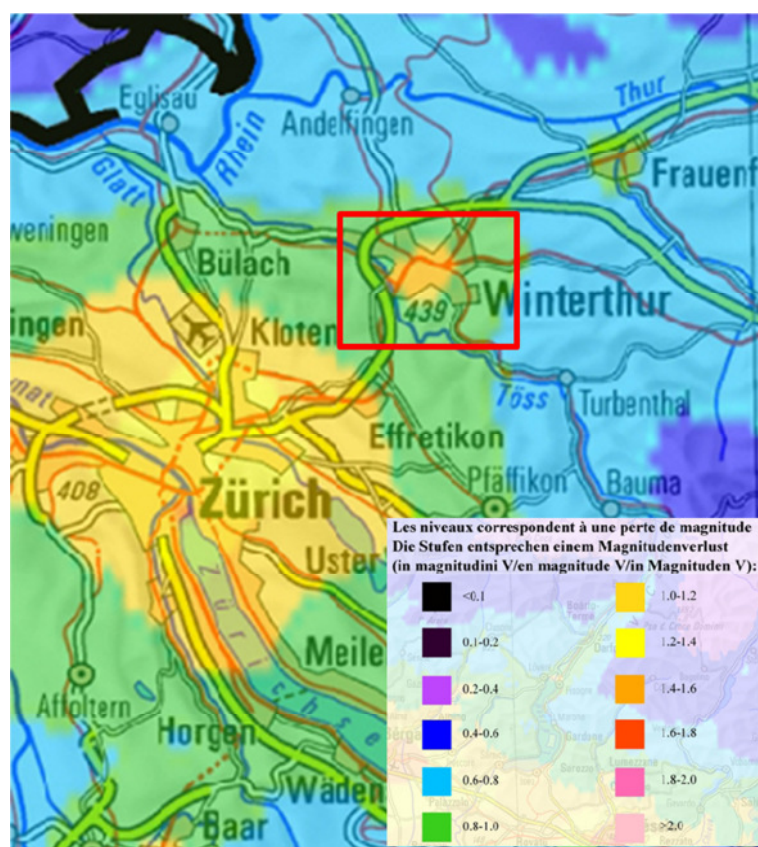 Eglisau
Andelfingen
Thur
Rhein
Glatt
Frauenf
weningen
Bülach
Winterthur
439
ingen
Kloten
mat
Töss
Turbenthal
Effretikon
408
Zürich
Pfäffikon
Bauma
Uster
Züri chse
Meile
Affoltern
Horgen
Wäden
Baar
Les niveaux correspondent à une perte de magnitude
Die Stufen entsprechen einem Magnitudenverlust
(in magnitudini V/en magnitude V/in Magnituden V):
<0.1 1.0-1.2
0.1-0.2 1.2-1.4
0.2-0.4 1.4-1.6
0.4-0.6 1.6-1.8
0.6-0.8 1.8-2.0
0.8-1.0 >2.0